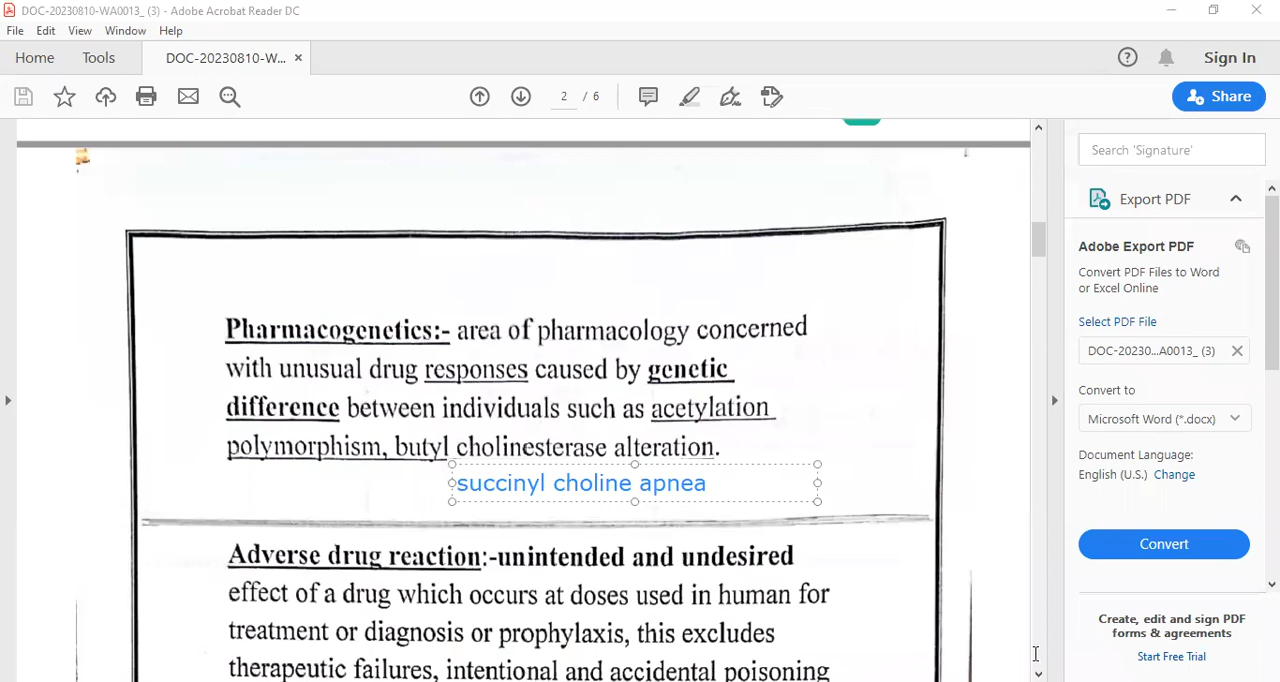 DOC-20230810-WA0013_ (3) - Adobe Acrobat Reader DC
File Edit View Window Help
Home Tools DOC-20230810-W... × Sign In
2 / 6 Share
Search 'Signature'
Export PDF
Adobe Export PDF
Convert PDF Files to Word
or Excel Online
Select PDF File
DOC-20230...A0013_ (3)
Convert to
Microsoft Word (*.docx)
Document Language:
English (U.S.) Change
Convert
Create, edit and sign PDF
forms & agreements
Start Free Trial
Pharmacogenetics:- area of pharmacology concerned
with unusual drug responses caused by genetic
difference between individuals such as acetylation
polymorphism, butyl cholinesterase alteration.
succinyl choline apnea
Adverse drug reaction:-unintended and undesired
effect of a drug which occurs at doses used in human for
treatment or diagnosis or prophylaxis, this excludes
therapeutic failures, intentional and accidental poisoning